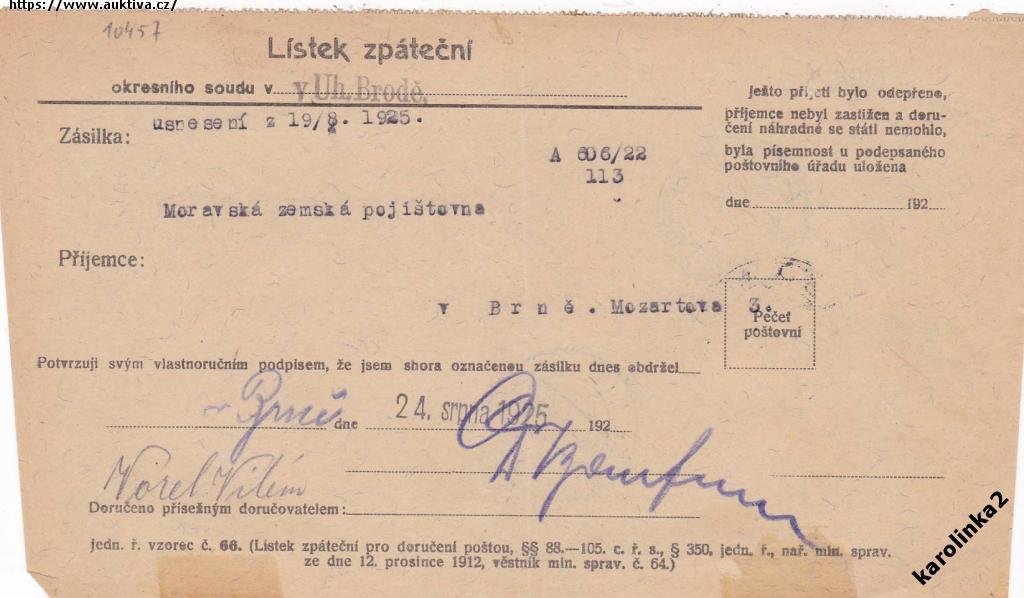 https://www.auktiva.cz/
10457
Lístek zpáteční
okresního soudu v v Uh. Brodě.
Zásilka: usnesení z 19/8. 1925.
A 606/22
113
Ježto přijetí bylo odepřeno,
příjemce nebyl zastižen a doru-
čení náhradné se státi nemohlo,
byla písemnost u podepsaného
poštovního úřadu uložena
dne 192
Moravská zemská pojišťovna
Příjemce:
v Brně. Mozartova 3.
Pečeť
poštovní
Potvrzuji svým vlastnoručním podpisem, že jsem shora označenou zásilku dnes obdržel
v Brně dne 24. srpna 1925 192
Vorel Vilém
Doručeno přísežným doručovatelem:
jedn. ř. vzorec č. 66. (Lístek zpáteční pro doručení poštou, §§ 88.—105. c. ř. s., § 350. jedn. ř., nař. min. sprav.
ze dne 12. prosince 1912, věstník min. sprav. č. 64.)
karolinka2